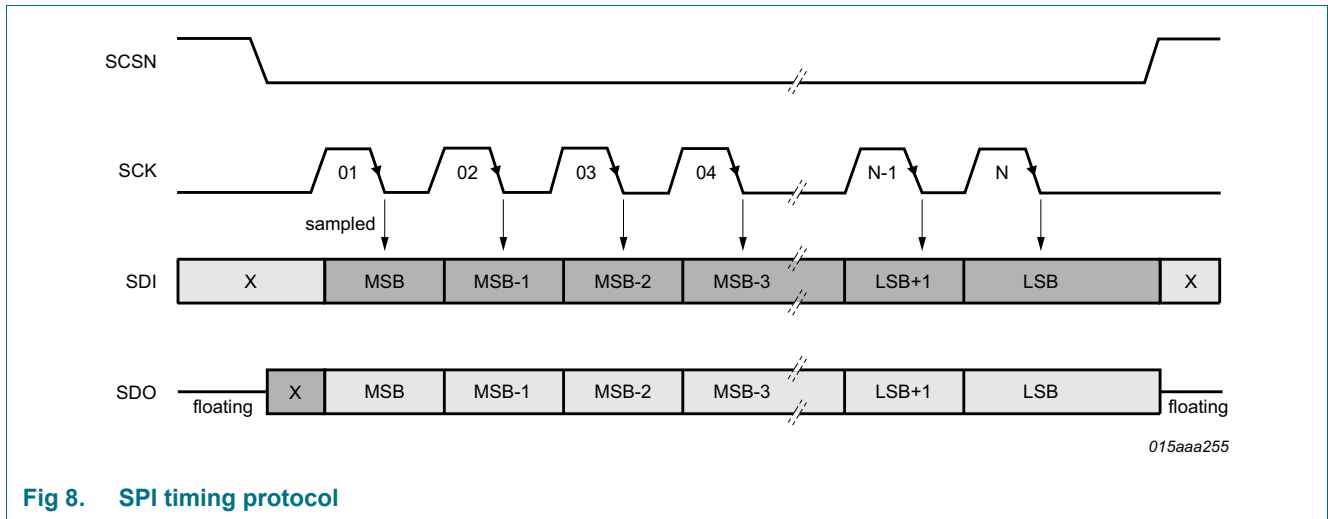 SCSN
SCK
01 02 03 04 N-1 N
sampled
SDI
X MSB MSB-1 MSB-2 MSB-3 LSB+1 LSB X
SDO
floating X MSB MSB-1 MSB-2 MSB-3 LSB+1 LSB floating
015aaa255
Fig 8. SPI timing protocol